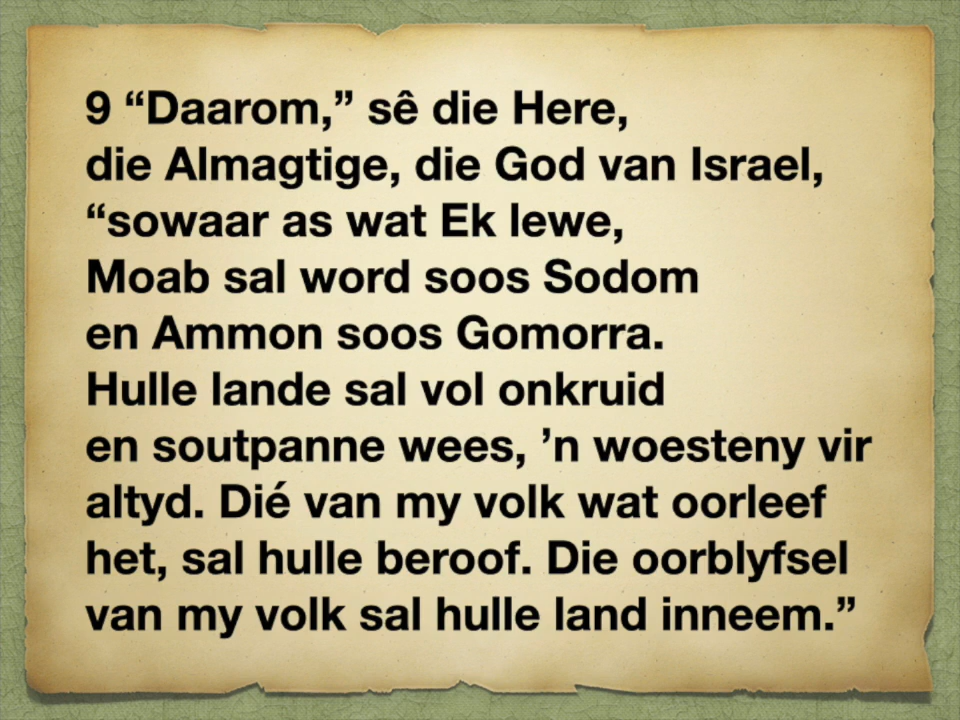 9 “Daarom,” sê die Here,
die Almagtige, die God van Israel,
“sowaar as wat Ek lewe,
Moab sal word soos Sodom
en Ammon soos Gomorra.
Hulle lande sal vol onkruid
en soutpanne wees, ’n woesteny vir
altyd. Dié van my volk wat oorleef
het, sal hulle beroof. Die oorblyfsel
van my volk sal hulle land inneem.”